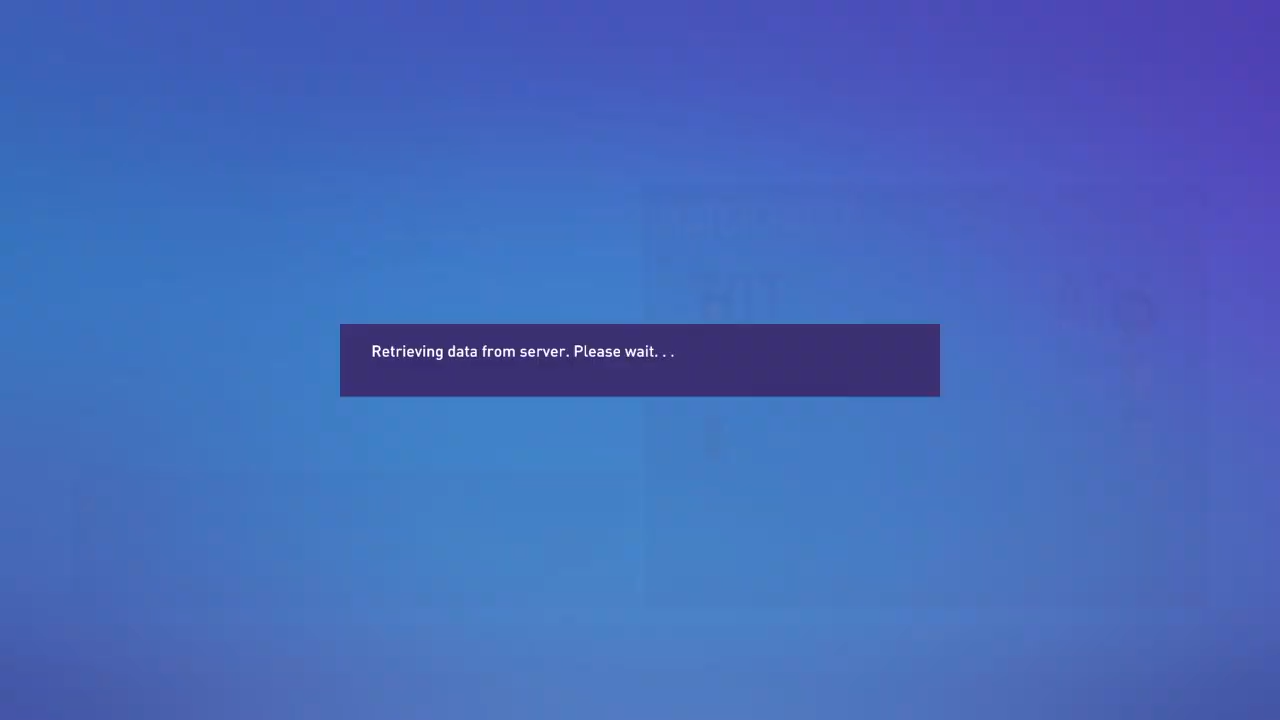 Retrieving data from server. Please wait. . .